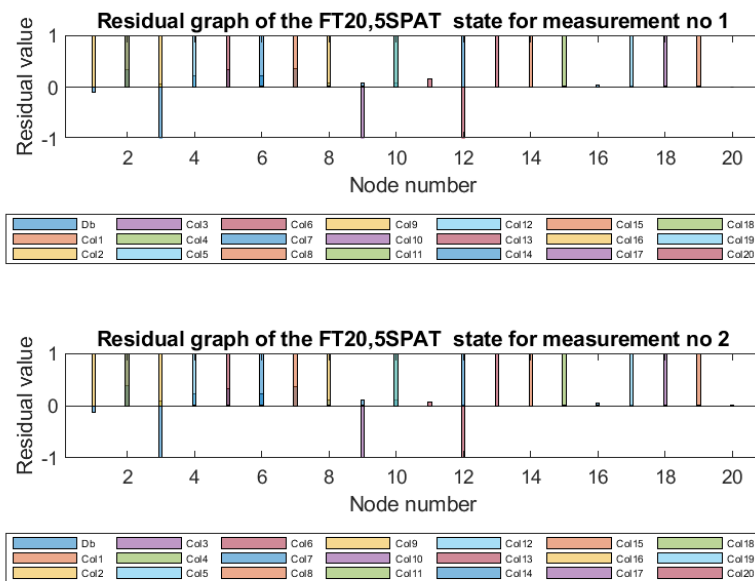 Residual graph of the FT20,5SPAT state for measurement no 1
1
0
-1
Residual value
2 4 6 8 10 12 14 16 18 20
Node number
Db Col3 Col6 Col9 Col12 Col15 Col18
Col1 Col4 Col7 Col10 Col13 Col16 Col19
Col2 Col5 Col8 Col11 Col14 Col17 Col20
Residual graph of the FT20,5SPAT state for measurement no 2
1
0
-1
Residual value
2 4 6 8 10 12 14 16 18 20
Node number
Db Col3 Col6 Col9 Col12 Col15 Col18
Col1 Col4 Col7 Col10 Col13 Col16 Col19
Col2 Col5 Col8 Col11 Col14 Col17 Col20